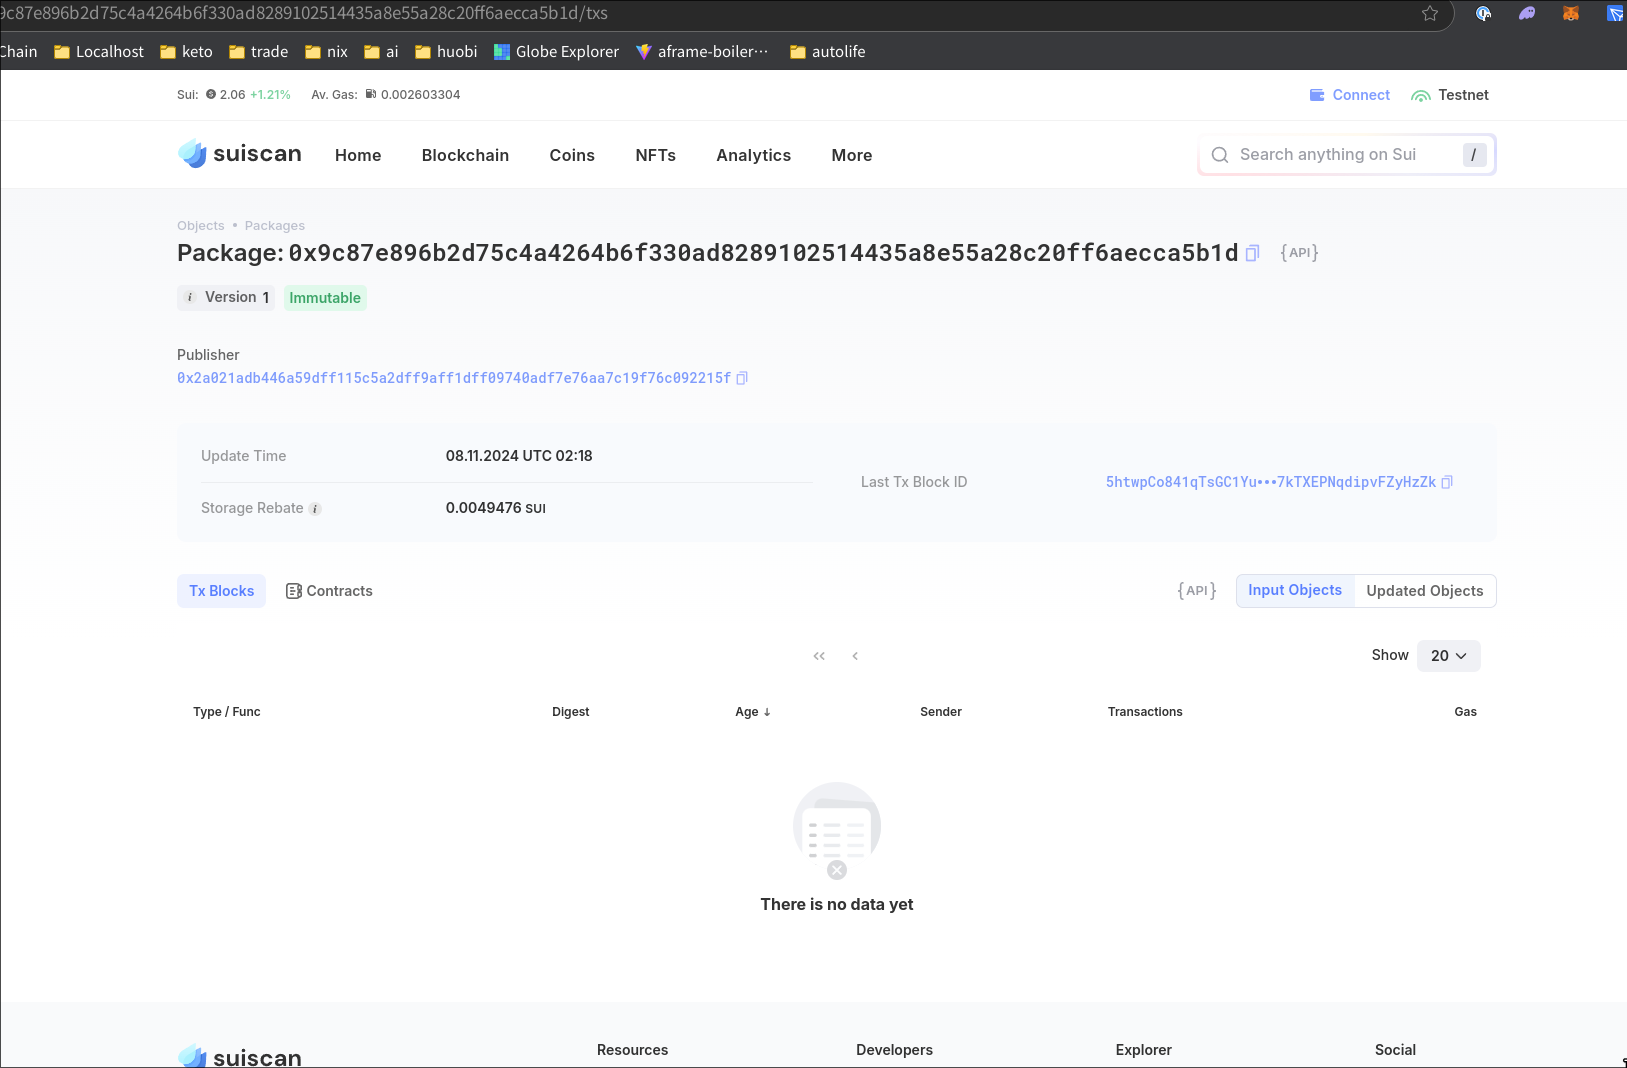 9c87e896b2d75c4a4264b6f330ad8289102514435a8e55a28c20ff6aecca5b1d/txs
Chain Localhost keto trade nix ai huobi Globe Explorer aframe-boiler··· autolife
Sui: 2.06 +1.21% Av. Gas: 0.002603304 Connect Testnet
suiscan Home Blockchain Coins NFTs Analytics More Search anything on Sui /
Objects • Packages
Package: 0x9c87e896b2d75c4a4264b6f330ad8289102514435a8e55a28c20ff6aecca5b1d {API}
i Version 1 Immutable
Publisher
0x2a021adb446a59dff115c5a2dff9aff1dff09740adf7e76aa7c19f76c092215f
Update Time 08.11.2024 UTC 02:18
Last Tx Block ID 5htwpCo841qTsGC1Yu•••7kTXEPNqdipvFZyHzZk
Storage Rebate i 0.0049476 SUI
Tx Blocks Contracts {API} Input Objects Updated Objects
Show 20
Type / Func Digest Age ↓ Sender Transactions Gas
There is no data yet
suiscan Resources Developers Explorer Social